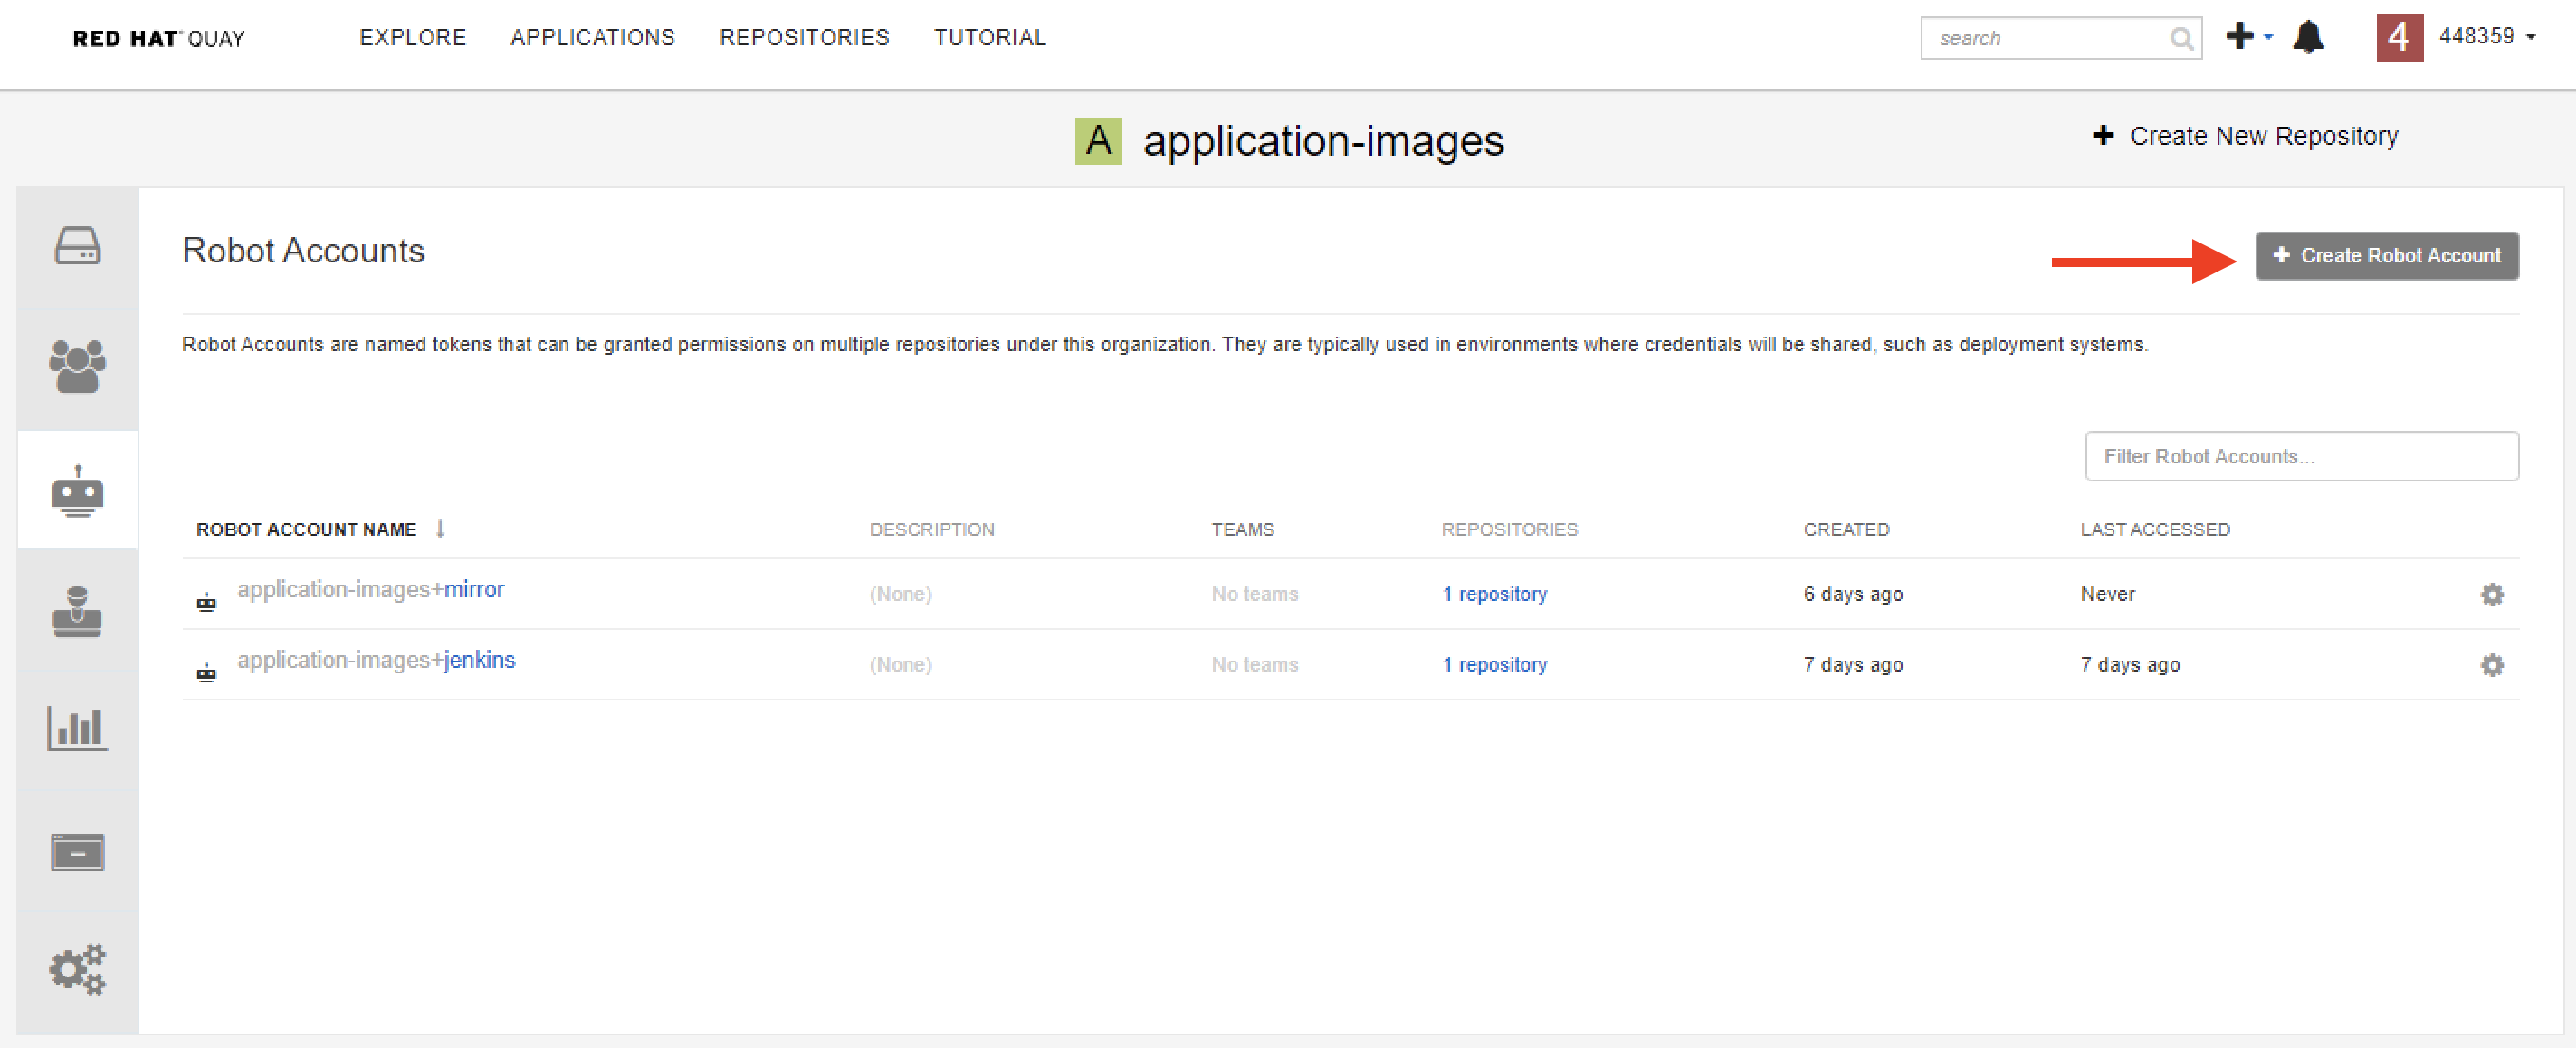 RED HAT QUAY EXPLORE APPLICATIONS REPOSITORIES TUTORIAL search 4 448359
A application-images Create New Repository
Robot Accounts Create Robot Account
Robot Accounts are named tokens that can be granted permissions on multiple repositories under this organization. They are typically used in environments where credentials will be shared, such as deployment systems.
Filter Robot Accounts...
ROBOT ACCOUNT NAME DESCRIPTION TEAMS REPOSITORIES CREATED LAST ACCESSED
application-images+mirror (None) No teams 1 repository 6 days ago Never
application-images+jenkins (None) No teams 1 repository 7 days ago 7 days ago